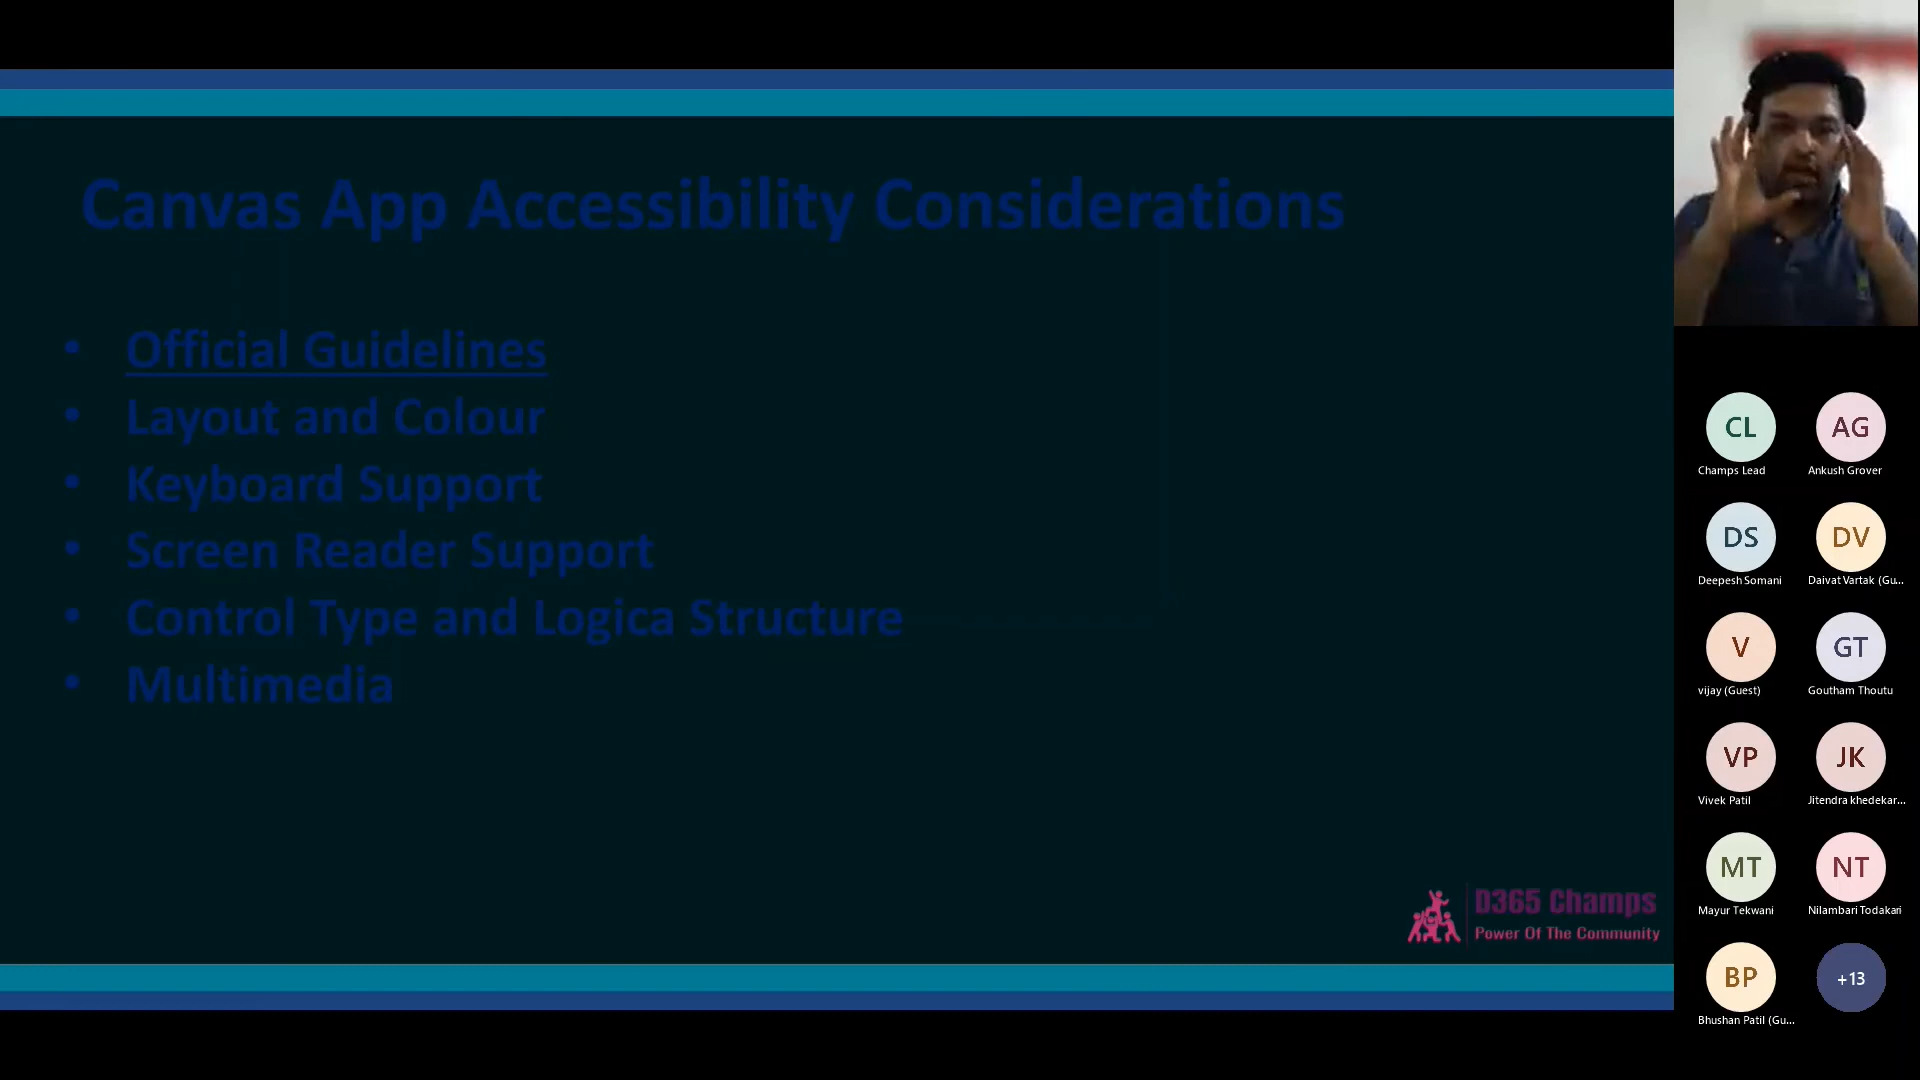 Canvas App Accessibility Considerations
• Official Guidelines
• Layout and Colour
• Keyboard Support
• Screen Reader Support
• Control Type and Logica Structure
• Multimedia
D365 Champs
Power Of The Community
CL
AG
Champs Lead
Ankush Grover
DS
DV
Deepesh Somani
Daivat Vartak (Gu...
V
GT
vijay (Guest)
Goutham Thoutu
VP
JK
Vivek Patil
Jitendra khedekar...
MT
NT
Mayur Tekwani
Nilambari Todakari
BP
+13
Bhushan Patil (Gu...